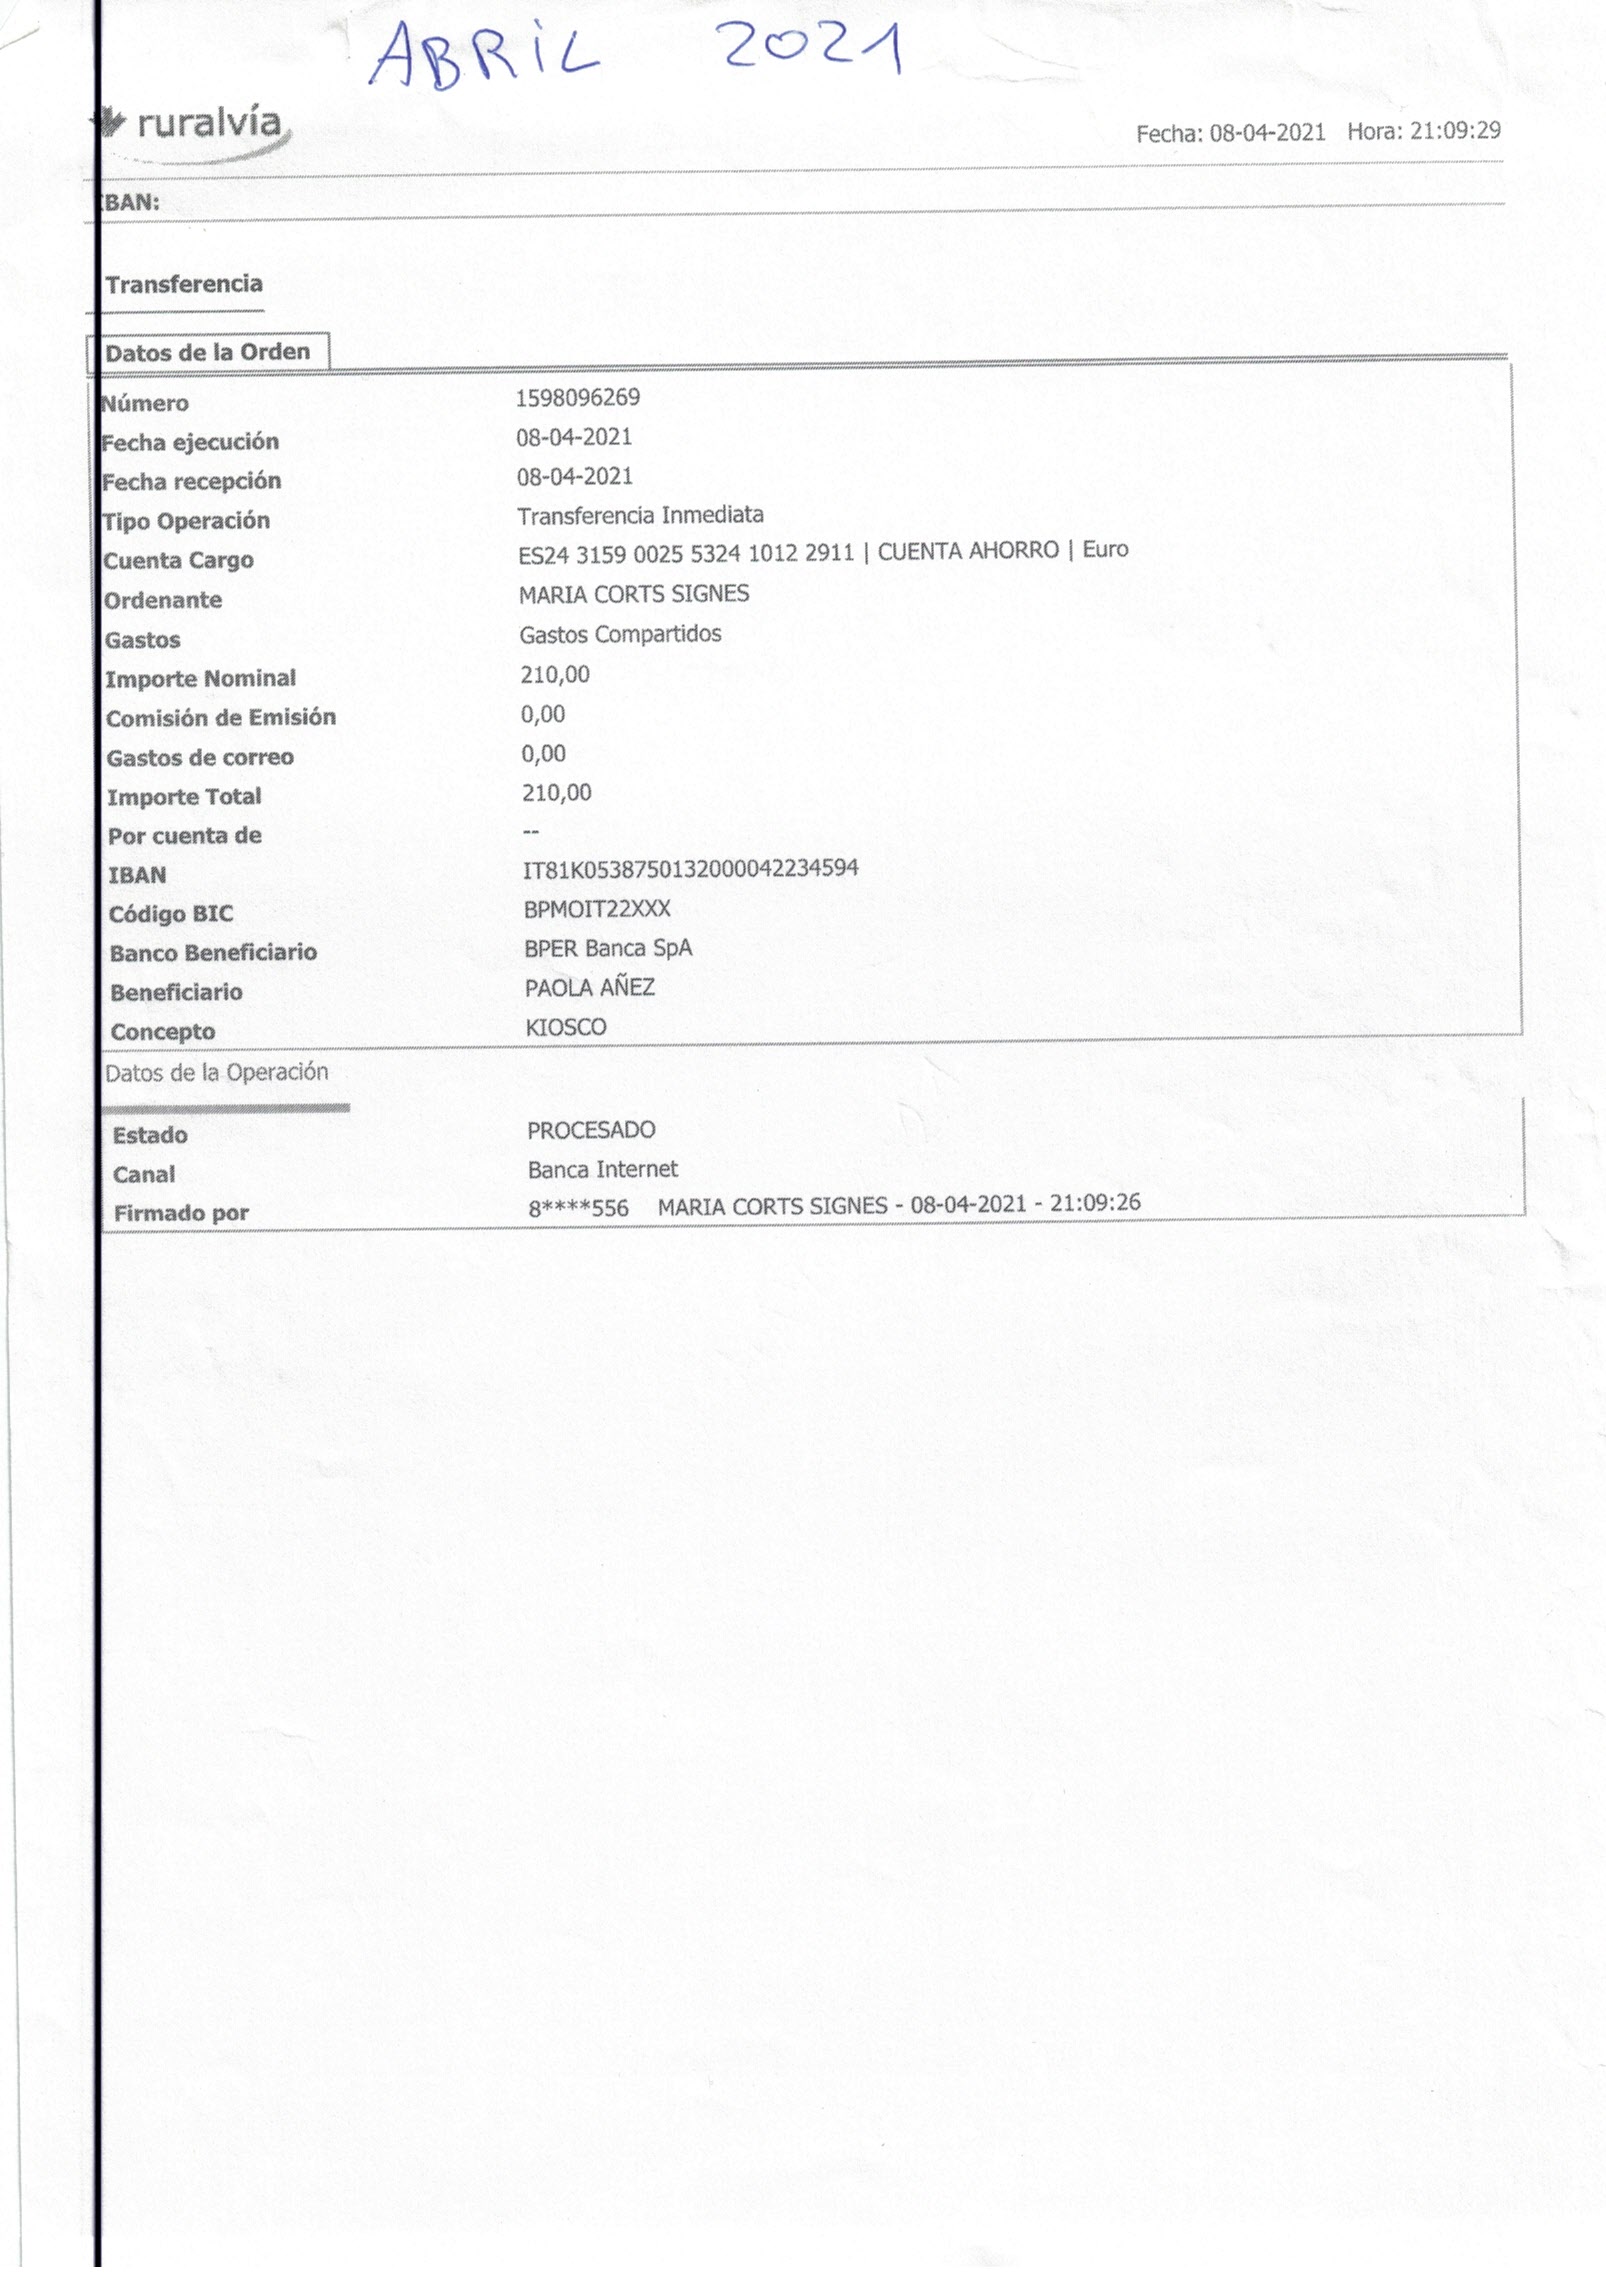 ABRIL 2021
ruralvía
Fecha: 08-04-2021 Hora: 21:09:29
IBAN:
Transferencia
Datos de la Orden
Número 1598096269
Fecha ejecución 08-04-2021
Fecha recepción 08-04-2021
Tipo Operación Transferencia Inmediata
Cuenta Cargo ES24 3159 0025 5324 1012 2911 | CUENTA AHORRO | Euro
Ordenante MARIA CORTS SIGNES
Gastos Gastos Compartidos
Importe Nominal 210,00
Comisión de Emisión 0,00
Gastos de correo 0,00
Importe Total 210,00
Por cuenta de --
IBAN IT81K0538750132000042234594
Código BIC BPMOIT22XXX
Banco Beneficiario BPER Banca SpA
Beneficiario PAOLA AÑEZ
Concepto KIOSCO
Datos de la Operación
Estado PROCESADO
Canal Banca Internet
Firmado por 8****556 MARIA CORTS SIGNES - 08-04-2021 - 21:09:26